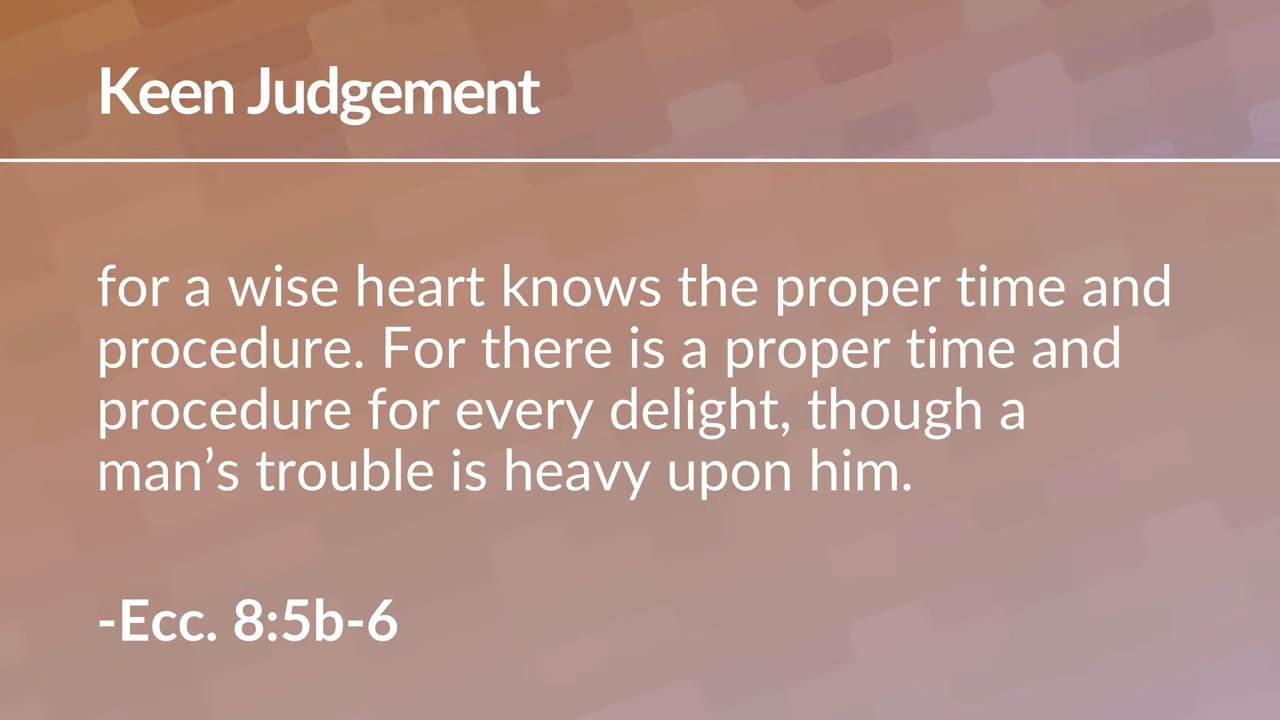 Keen Judgement
for a wise heart knows the proper time and
procedure. For there is a proper time and
procedure for every delight, though a
man’s trouble is heavy upon him.
-Ecc. 8:5b-6